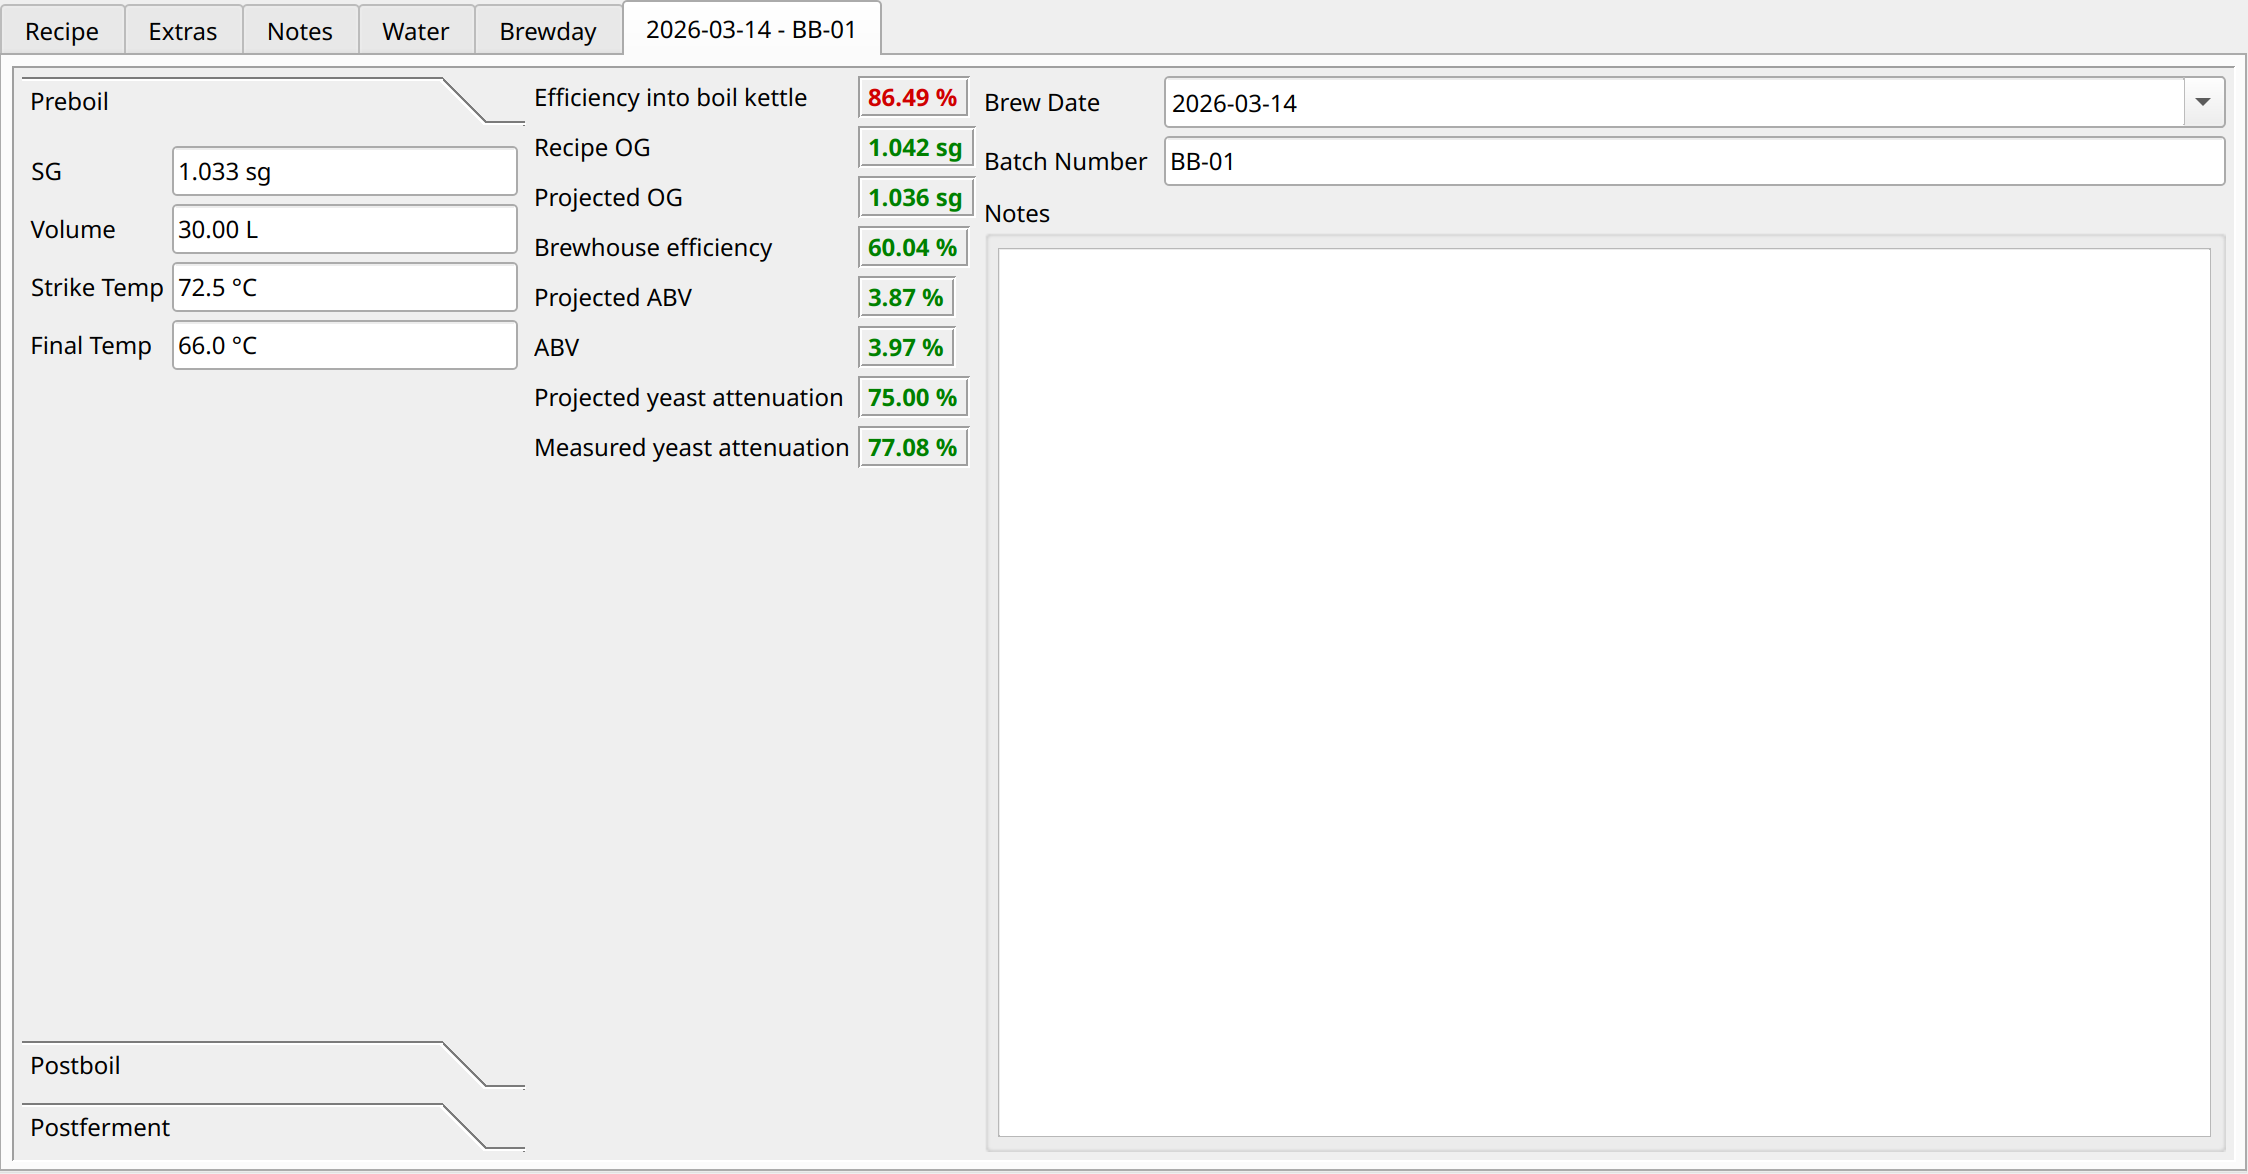 Recipe
Extras
Notes
Water
Brewday
2026-03-14 - BB-01
Preboil
SG
1.033 sg
Volume
30.00 L
Strike Temp
72.5 °C
Final Temp
66.0 °C
Postboil
Postferment
Efficiency into boil kettle
86.49 %
Recipe OG
1.042 sg
Projected OG
1.036 sg
Brewhouse efficiency
60.04 %
Projected ABV
3.87 %
ABV
3.97 %
Projected yeast attenuation
75.00 %
Measured yeast attenuation
77.08 %
Brew Date
2026-03-14
Batch Number
BB-01
Notes